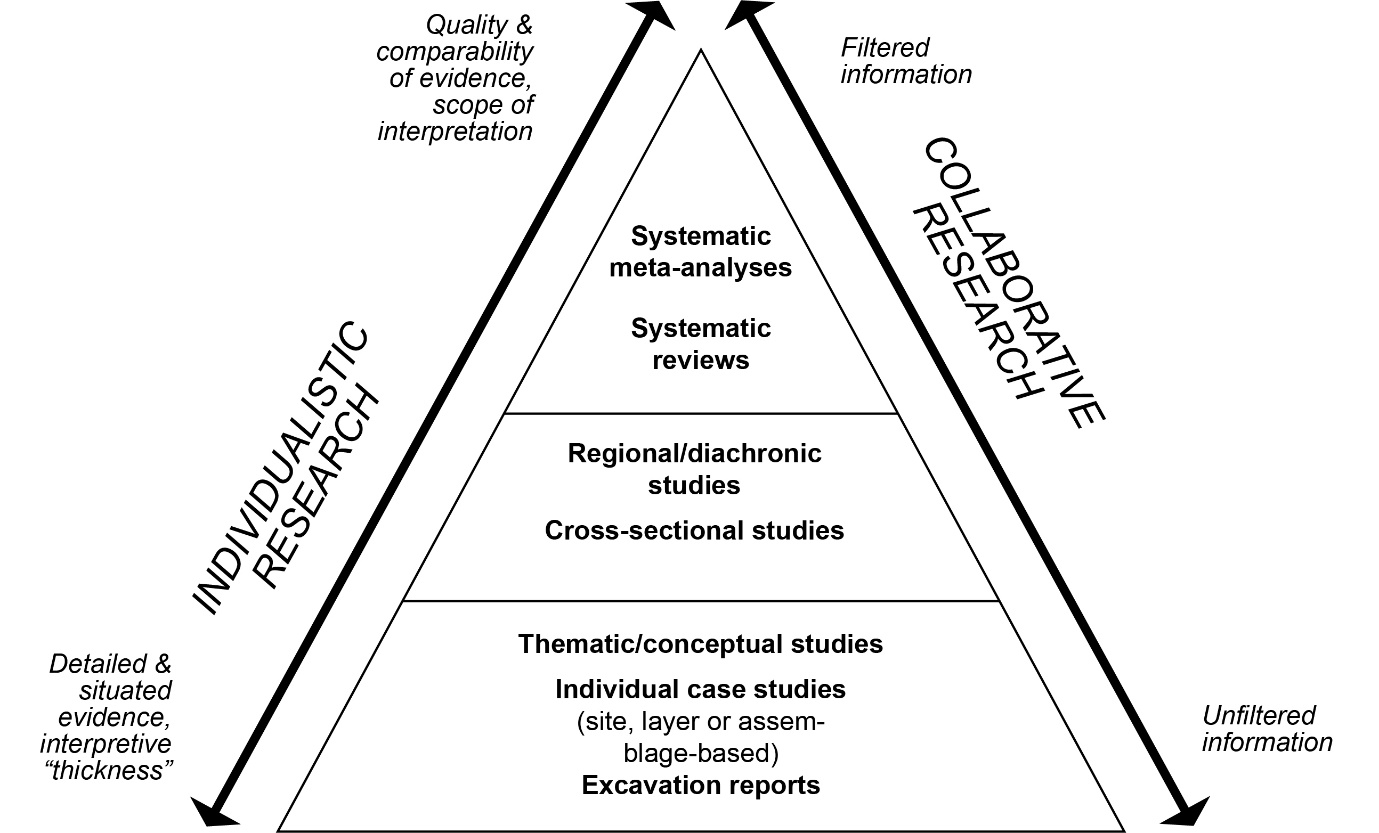 Quality &
comparability
of evidence,
scope of
interpretation
Filtered
information
INDIVIDUALISTIC
RESEARCH
COLLABORATIVE
RESEARCH
Systematic
meta-analyses
Systematic
reviews
Regional/diachronic
studies
Cross-sectional studies
Thematic/conceptual studies
Individual case studies
(site, layer or assem-
blage-based)
Excavation reports
Detailed &
situated
evidence,
interpretive
“thickness”
Unfiltered
information